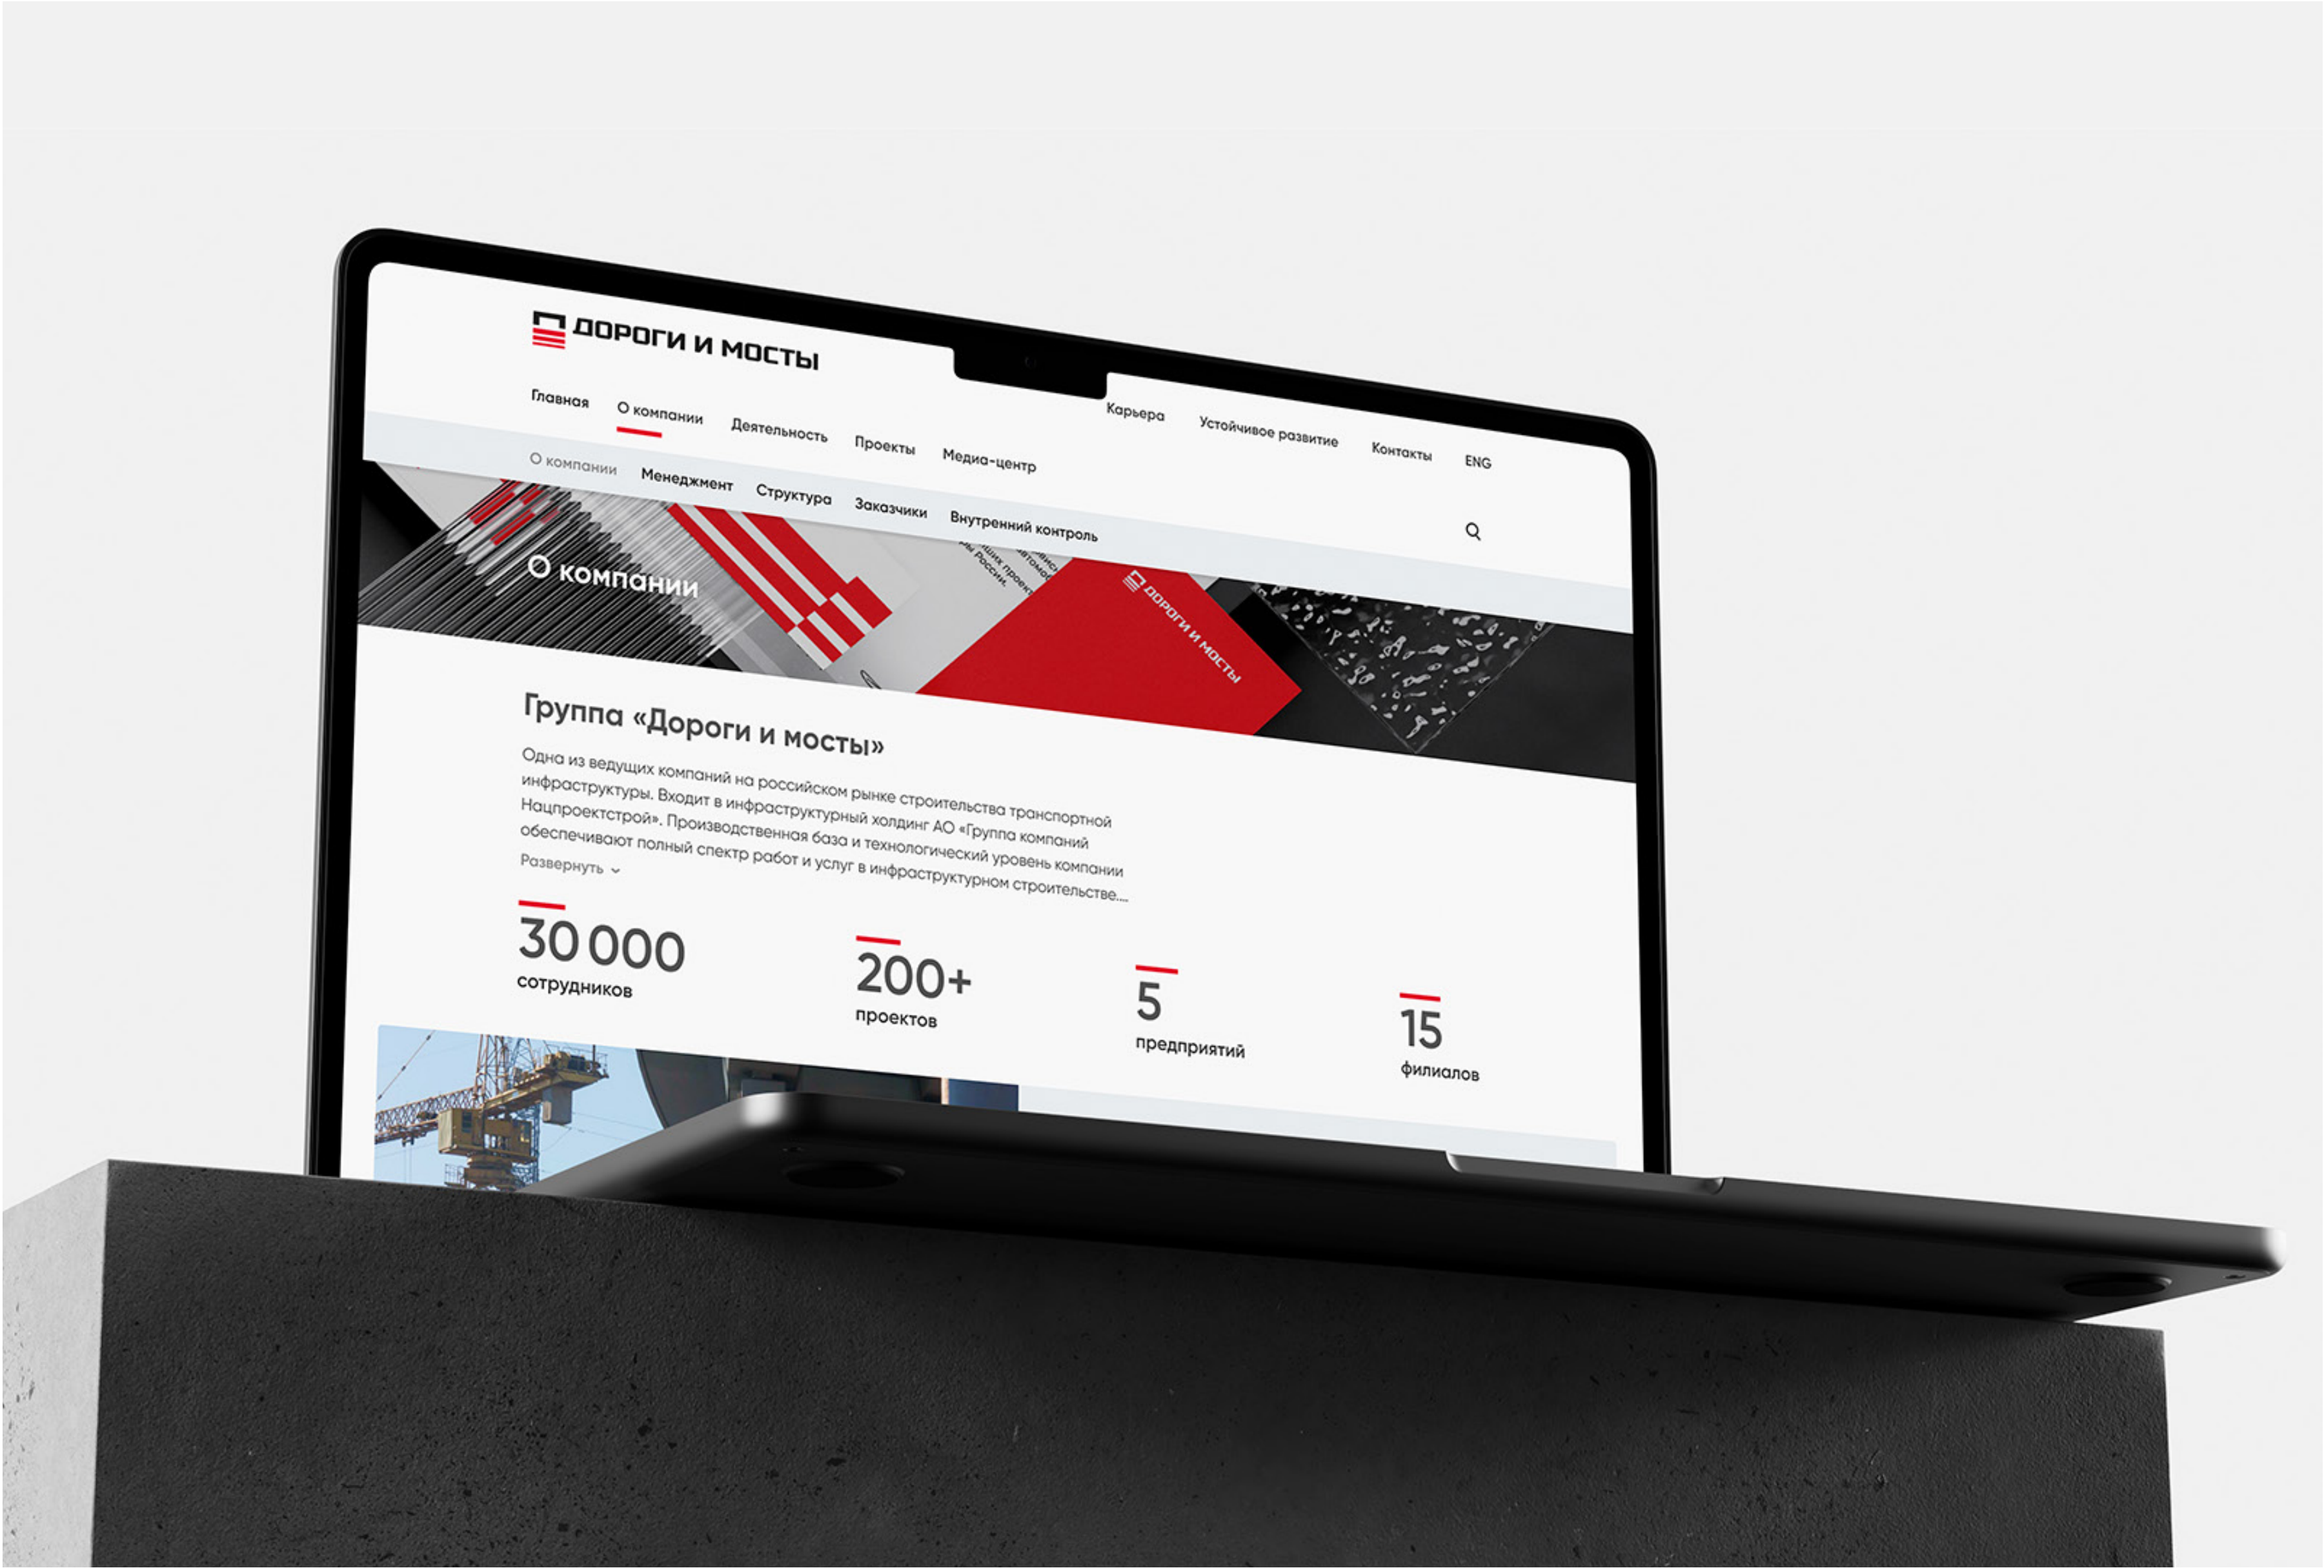 ДОРОГИ И МОСТЫ
Главная
О компании
Деятельность
Проекты
Медиа-центр
Карьера
Устойчивое развитие
Контакты
ENG
О компании
Менеджмент
Структура
Заказчики
Внутренний контроль
О компании
проект
ры России.
ДОРОГИ И МОСТЫ
Группа «Дороги и мосты»
Одна из ведущих компаний на российском рынке строительства транспортной
инфраструктуры. Входит в инфраструктурный холдинг АО «Группа компаний
Нацпроектстрой». Производственная база и технологический уровень компании
обеспечивают полный спектр работ и услуг в инфраструктурном строительстве....
Развернуть
30 000
сотрудников
200+
проектов
5
предприятий
15
филиалов